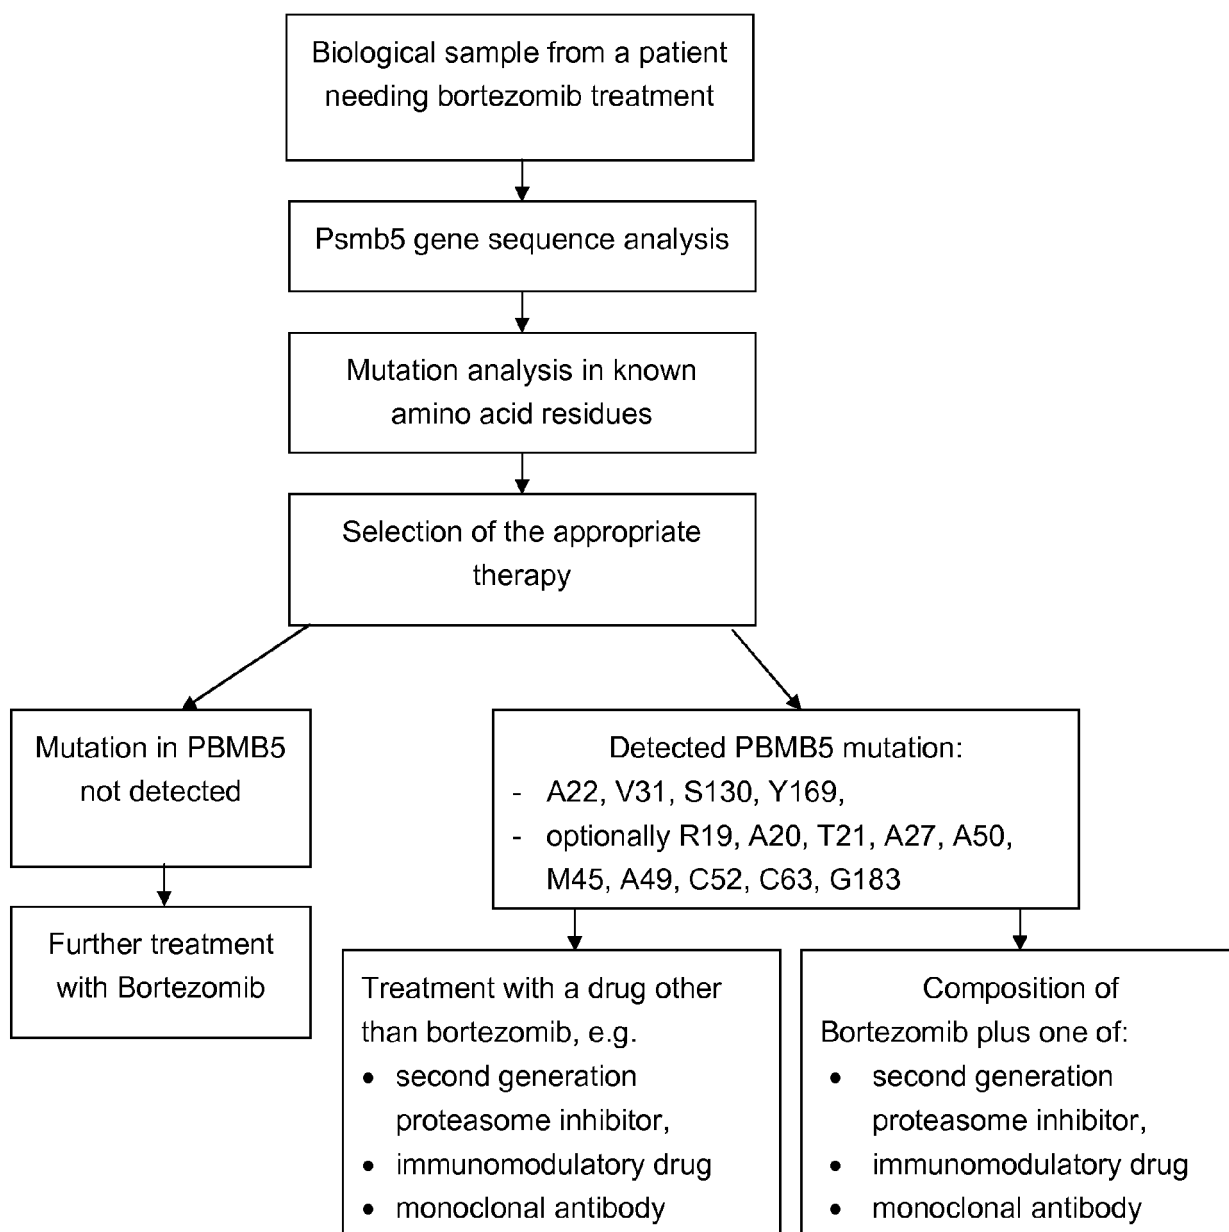 Biological sample from a patient
needing bortezomib treatment
Psmb5 gene sequence analysis
Mutation analysis in known
amino acid residues
Selection of the appropriate
therapy
Mutation in PBMB5
not detected
Further treatment
with Bortezomib
Detected PBMB5 mutation:
- A22, V31, S130, Y169,
- optionally R19, A20, T21, A27, A50,
M45, A49, C52, C63, G183
Treatment with a drug other
than bortezomib, e.g.
• second generation
proteasome inhibitor,
• immunomodulatory drug
• monoclonal antibody
Composition of
Bortezomib plus one of:
• second generation
proteasome inhibitor,
• immunomodulatory drug
• monoclonal antibody